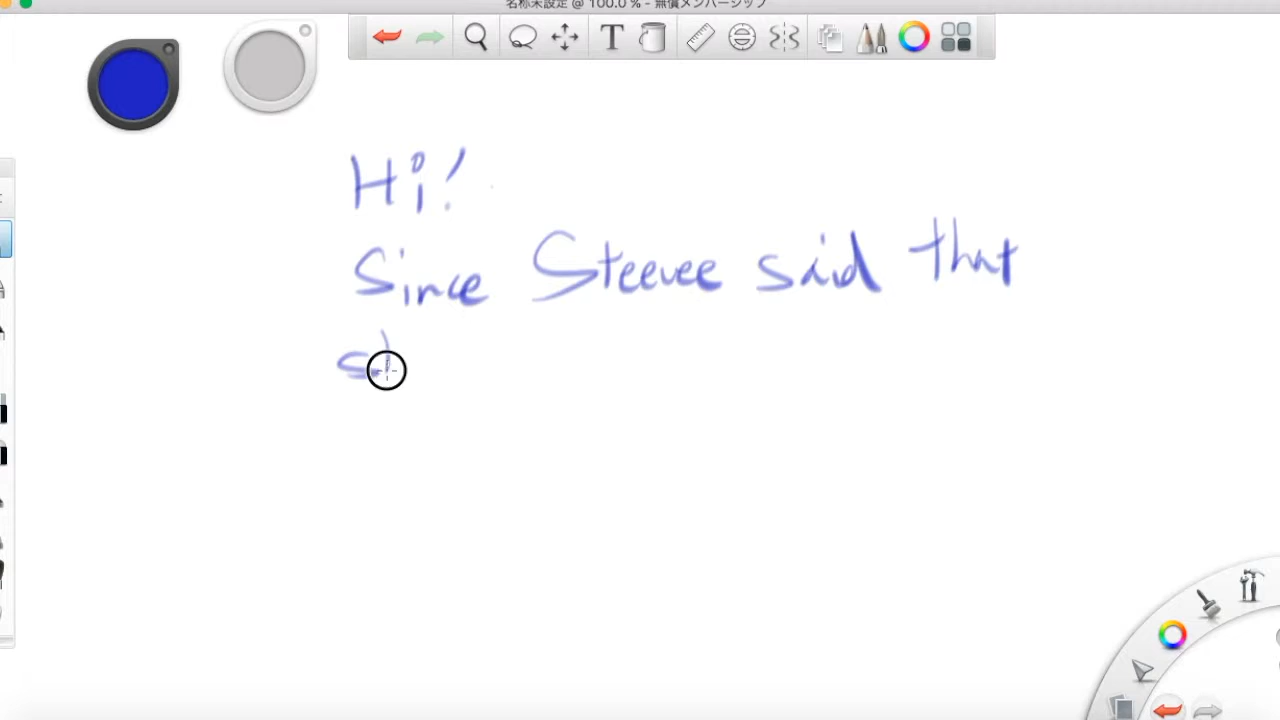 名称未設定 @ 100.0 % - 無償メンバーシップ
T
Hi!
Since Steevee said that